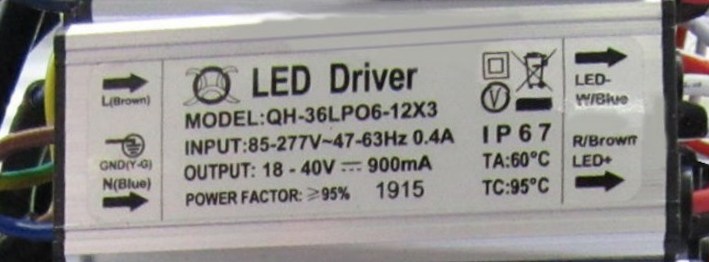 L(Brown)
GND(Y-G)
N(Blue)
LED Driver
MODEL:QH-36LPO6-12X3
INPUT:85-277V~47-63Hz 0.4A
OUTPUT: 18 - 40V ⎓ 900mA
POWER FACTOR: ≥95% 1915
V
IP67
TA:60°C
TC:95°C
LED-
W/Blue
R/Brown
LED+